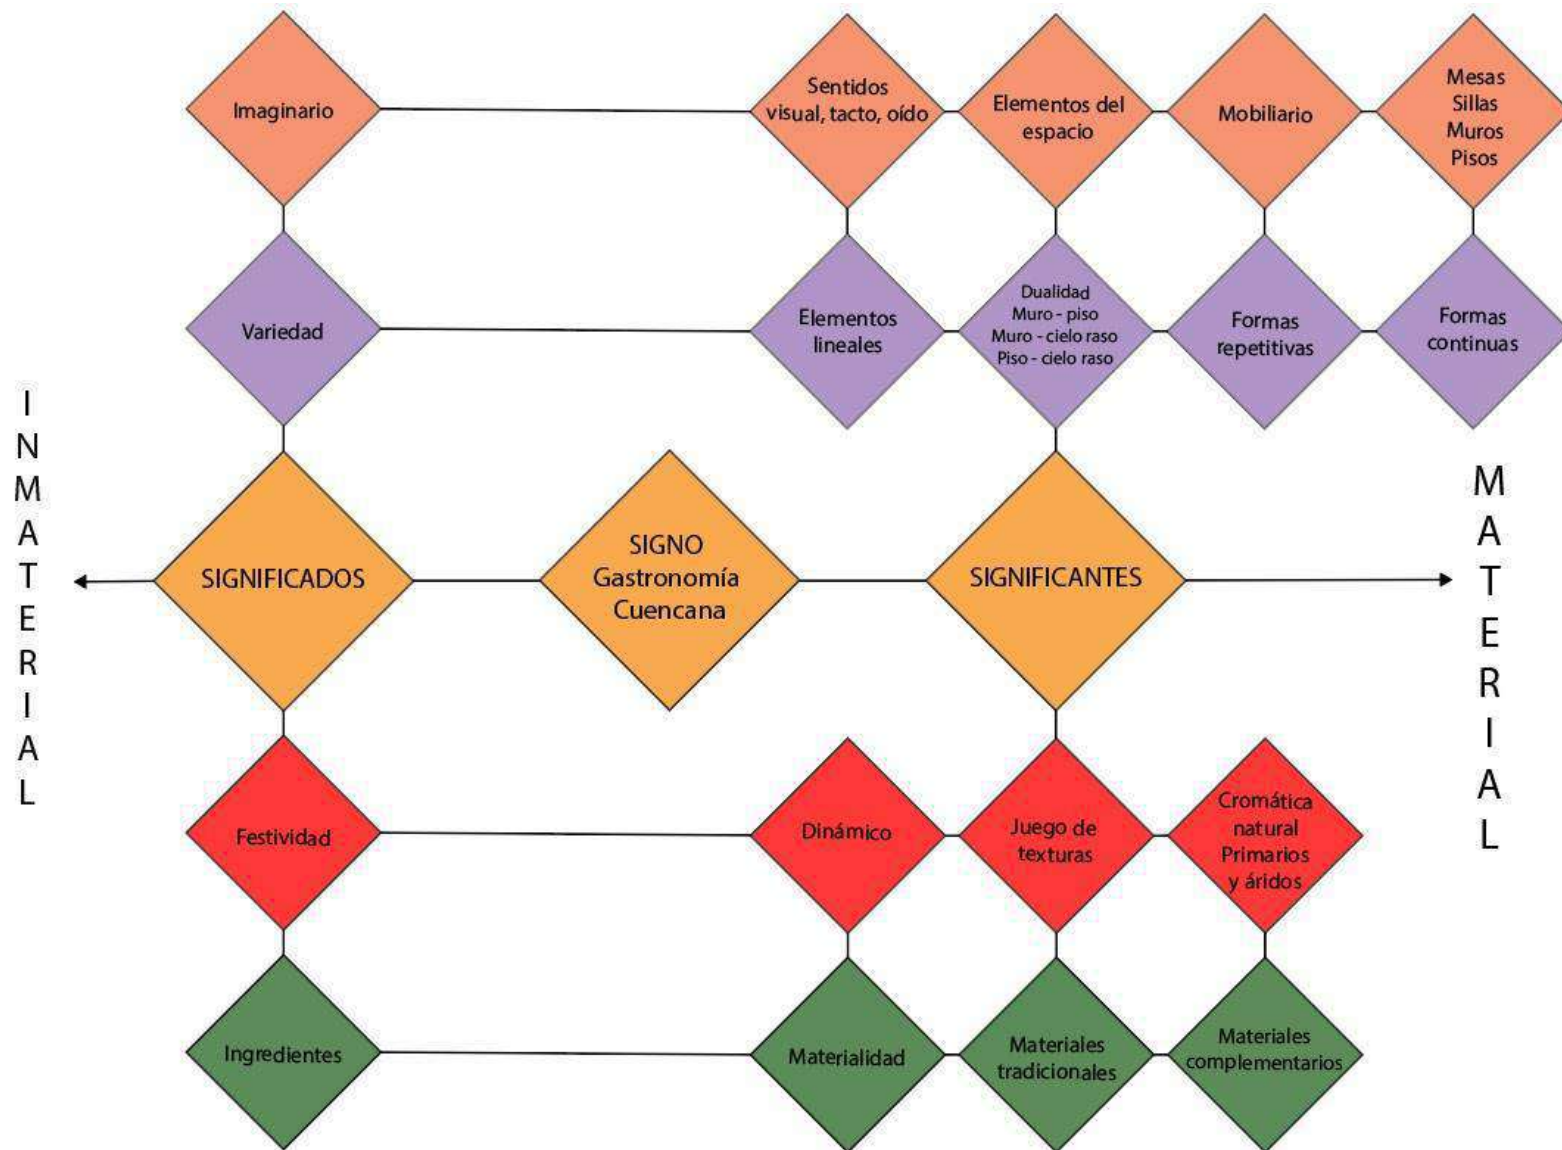 Imaginario
Sentidos
visual, tacto, oído
Elementos del
espacio
Mobiliario
Mesas
Sillas
Muros
Pisos
Variedad
Elementos
lineales
Dualidad
Muro - piso
Muro - cielo raso
Piso - cielo raso
Formas
repetitivas
Formas
continuas
INMATERIAL
SIGNIFICADOS
SIGNO
Gastronomía
Cuencana
SIGNIFICANTES
MATERIAL
Festividad
Dinámico
Juego de
texturas
Cromática
natural
Primarios
y áridos
Ingredientes
Materialidad
Materiales
tradicionales
Materiales
complementarios